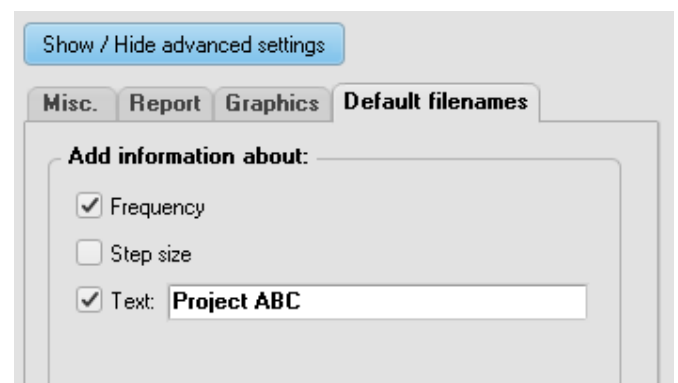 Show / Hide advanced settings
Misc. Report Graphics Default filenames
Add information about:
Frequency
Step size
Text: Project ABC